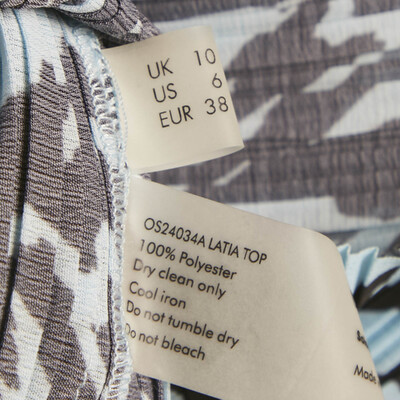 UK 10
US 6
EUR 38
OS24034A LATIA TOP
100% Polyester
Dry clean only
Cool iron
Do not tumble dry
Do not bleach
Made